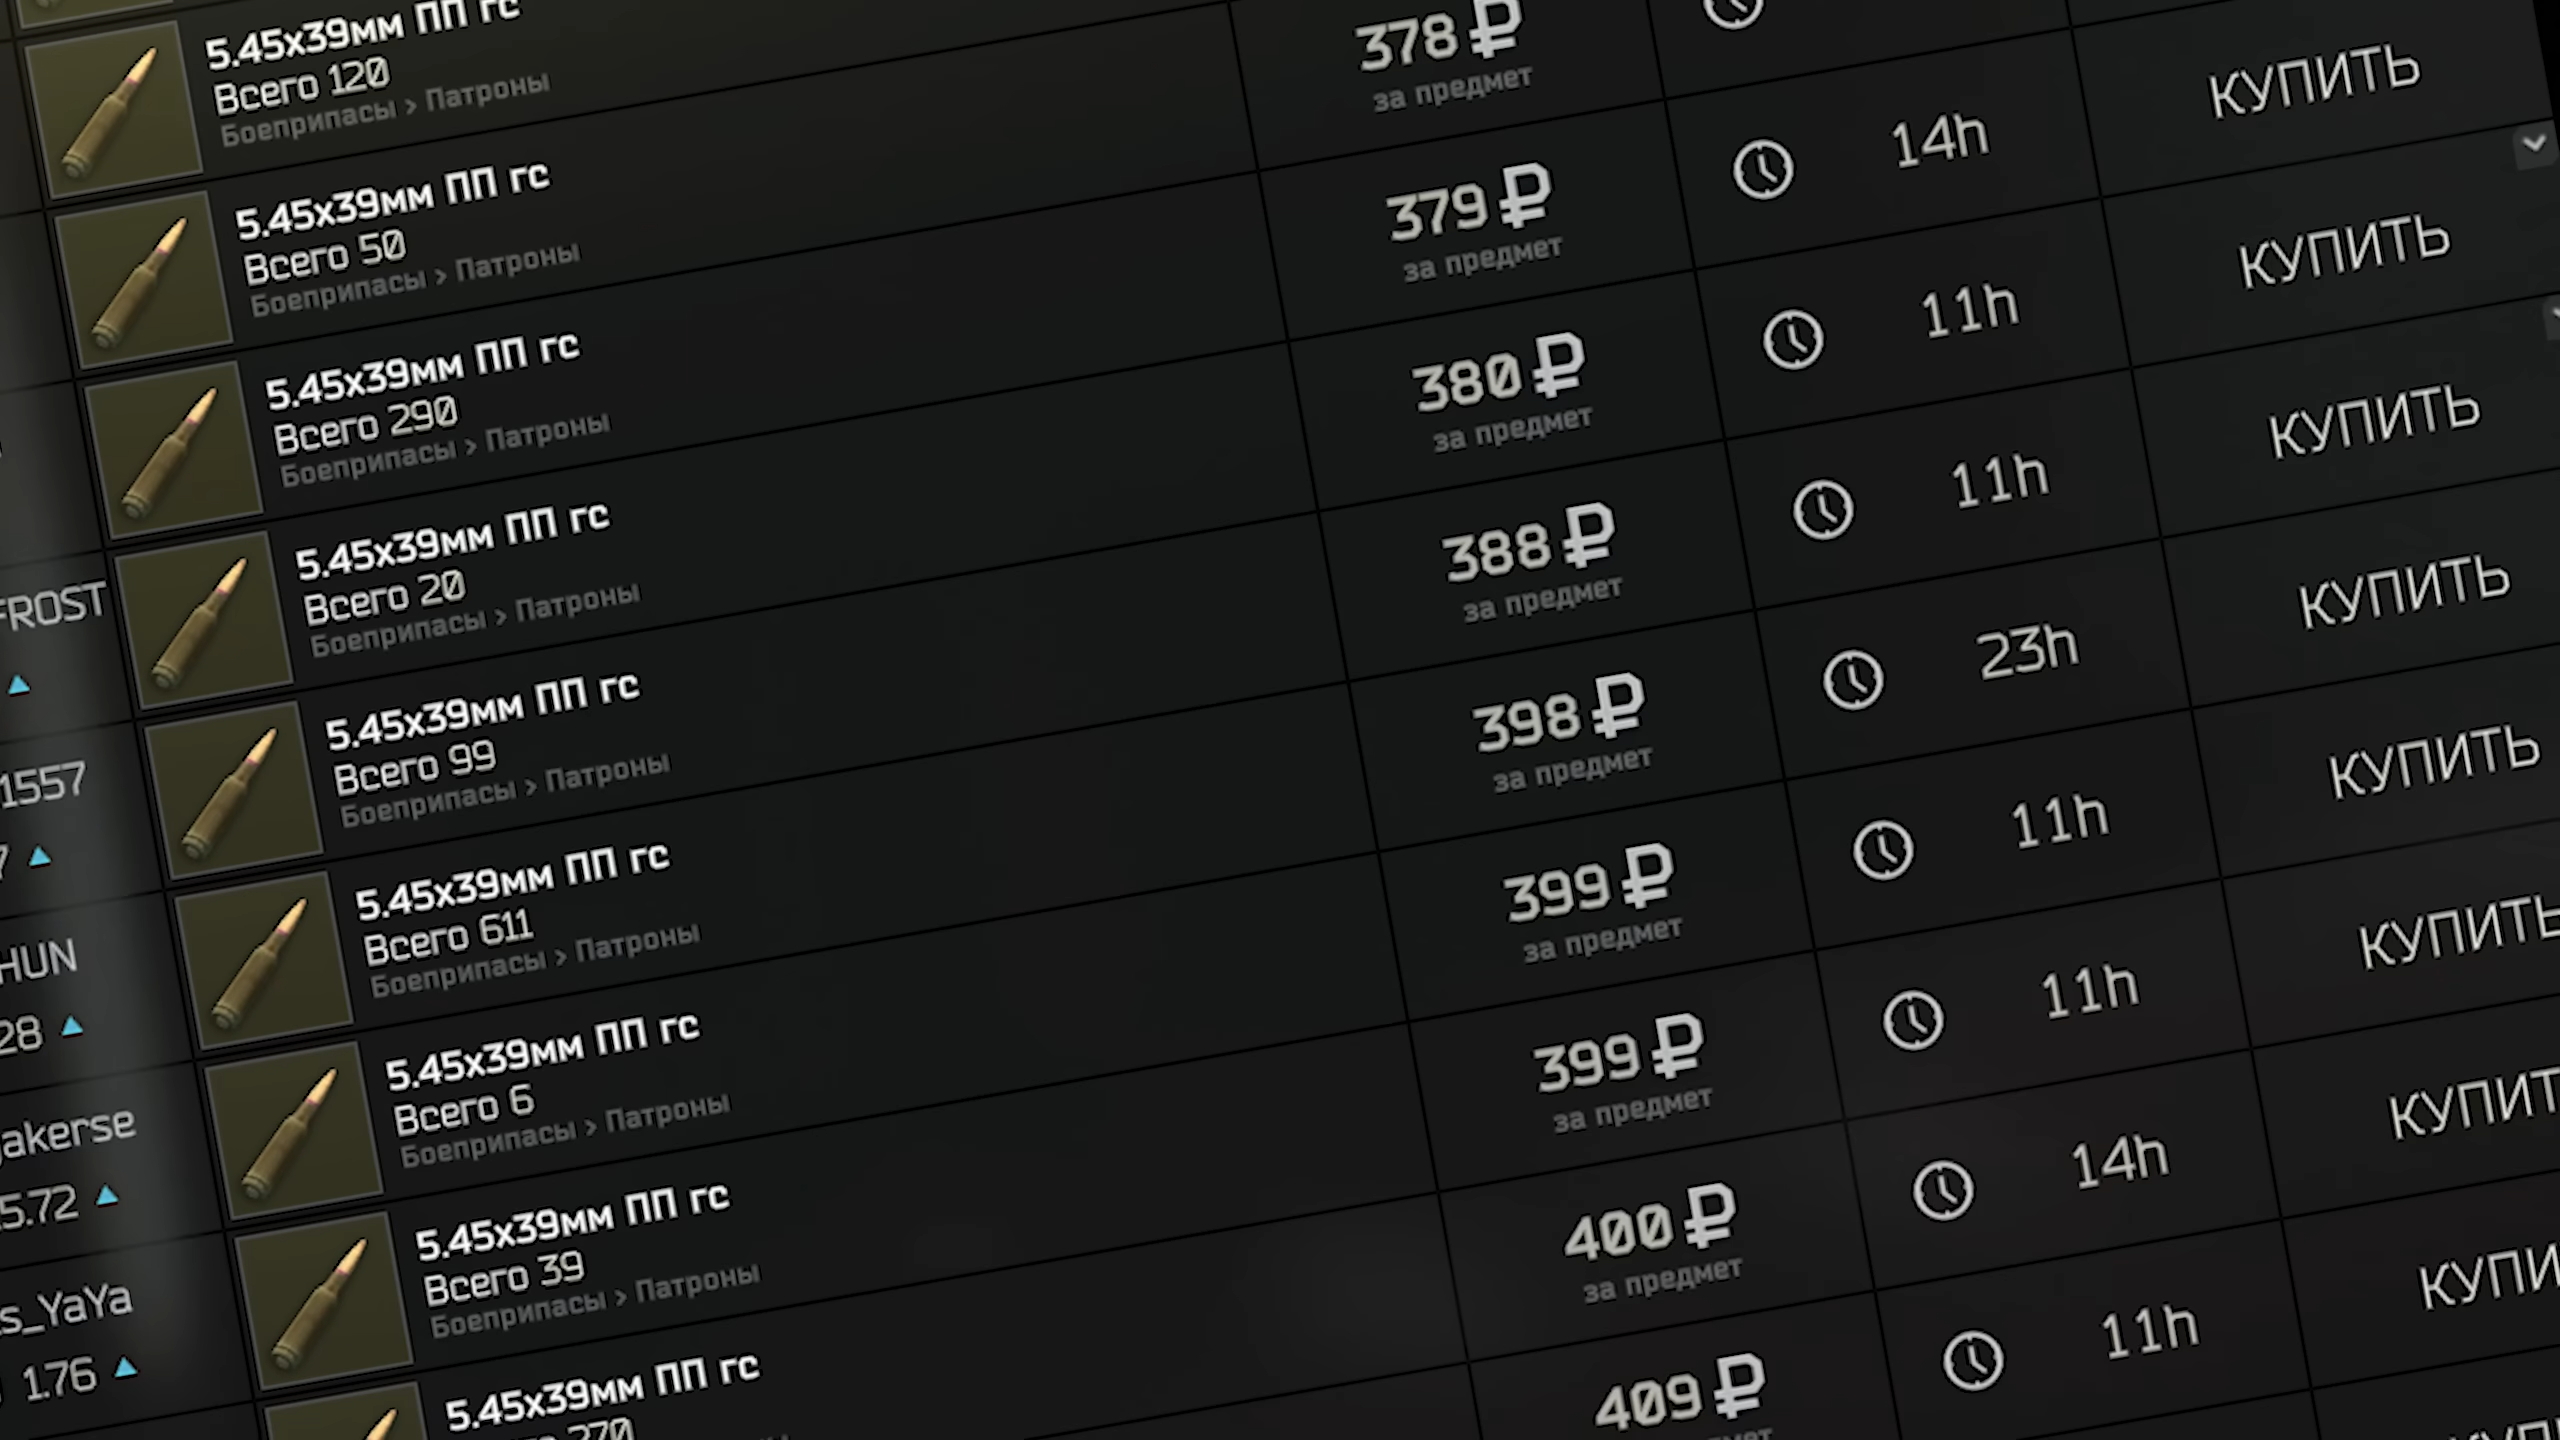 5.45x39мм ПП гс
Всего 120
Боеприпасы > Патроны
378 ₽
за предмет
КУПИТЬ
5.45x39мм ПП гс
Всего 50
Боеприпасы > Патроны
379 ₽
за предмет
14h
КУПИТЬ
5.45x39мм ПП гс
Всего 290
Боеприпасы > Патроны
380 ₽
за предмет
11h
КУПИТЬ
FROST
5.45x39мм ПП гс
Всего 20
Боеприпасы > Патроны
388 ₽
за предмет
11h
КУПИТЬ
1557
7
5.45x39мм ПП гс
Всего 99
Боеприпасы > Патроны
398 ₽
за предмет
23h
КУПИТЬ
HUN
28
5.45x39мм ПП гс
Всего 611
Боеприпасы > Патроны
399 ₽
за предмет
11h
КУПИТЬ
akerse
5.72
5.45x39мм ПП гс
Всего 6
Боеприпасы > Патроны
399 ₽
за предмет
11h
КУПИТ
s_YaYa
1.76
5.45x39мм ПП гс
Всего 39
Боеприпасы > Патроны
400 ₽
за предмет
14h
КУПИ
5.45x39мм ПП гс
270
409 ₽
11h